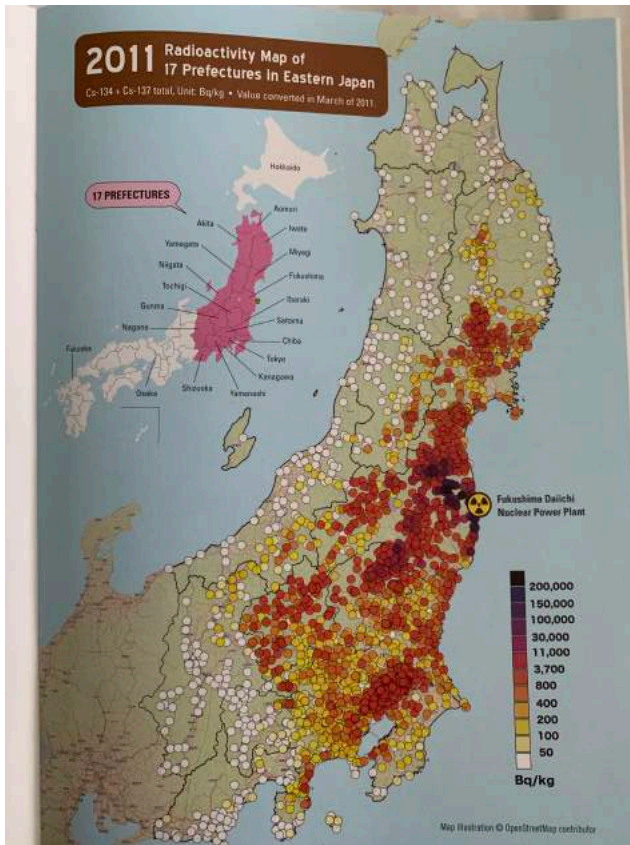 2011 Radioactivity Map of
17 Prefectures in Eastern Japan
Cs-134 + Cs-137 total, Unit: Bq/kg • Value converted in March of 2011.
Hokkaido
17 PREFECTURES
Aomori
Akita
Iwate
Yamagata
Miyagi
Niigata
Fukushima
Tochigi
Ibaraki
Gunma
Saitama
Nagano
Chiba
Fukuoka
Tokyo
Kanagawa
Osaka
Shizuoka
Yamanashi
Fukushima Daiichi
Nuclear Power Plant
200,000
150,000
100,000
30,000
11,000
3,700
800
400
200
100
50
Bq/kg
Map Illustration © OpenStreetMap contributor